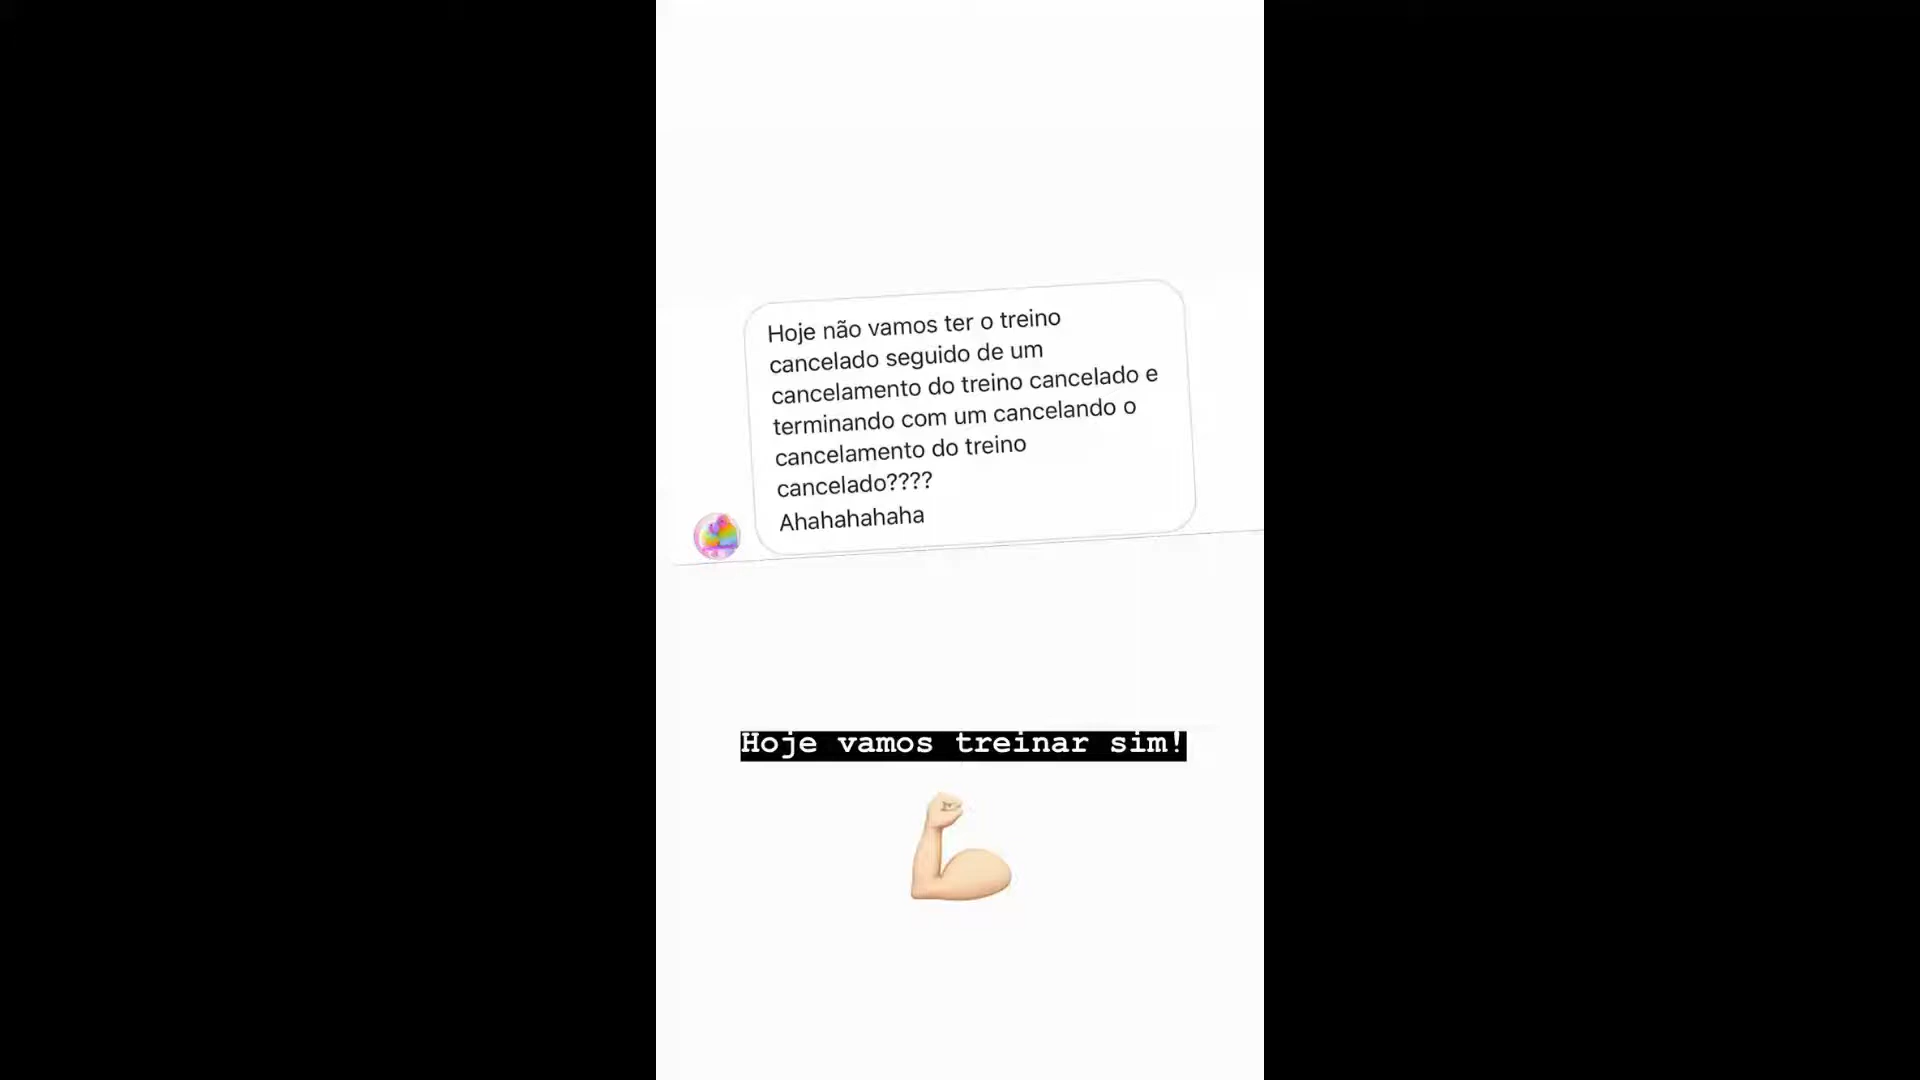 Hoje não vamos ter o treino
cancelado seguido de um
cancelamento do treino cancelado e
terminando com um cancelando o
cancelamento do treino
cancelado????
Ahahahahaha
Hoje vamos treinar sim!